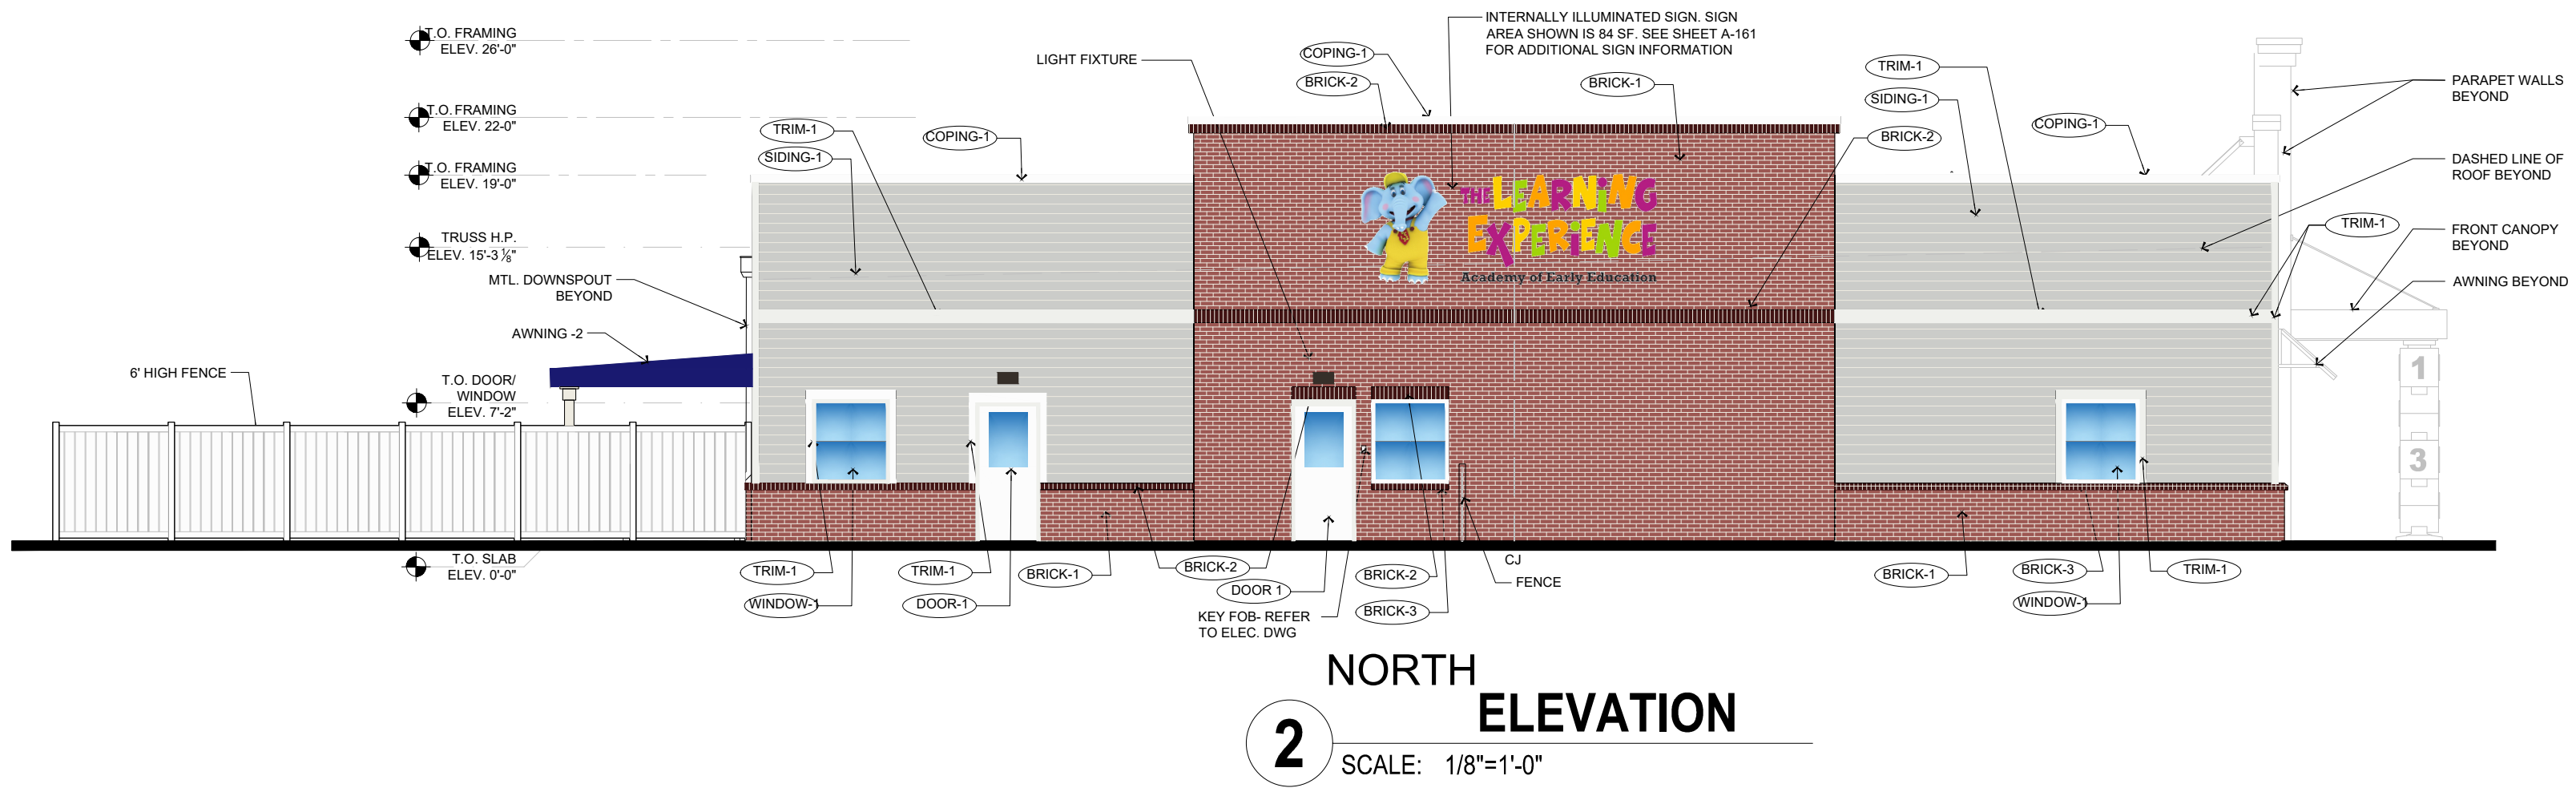 T.O. FRAMING
ELEV. 26'-0"
T.O. FRAMING
ELEV. 22-0"
T.O. FRAMING
ELEV. 19'-0"
TRUSS H.P.
ELEV. 15'-3 ⅛"
MTL. DOWNSPOUT
BEYOND
AWNING -2
6' HIGH FENCE
T.O. DOOR/
WINDOW
ELEV. 7'-2"
T.O. SLAB
ELEV. 0'-0"
TRIM-1
SIDING-1
COPING-1
LIGHT FIXTURE
COPING-1
BRICK-2
INTERNALLY ILLUMINATED SIGN. SIGN
AREA SHOWN IS 84 SF. SEE SHEET A-161
FOR ADDITIONAL SIGN INFORMATION
BRICK-1
TRIM-1
SIDING-1
BRICK-2
COPING-1
PARAPET WALLS
BEYOND
DASHED LINE OF
ROOF BEYOND
TRIM-1
FRONT CANOPY
BEYOND
AWNING BEYOND
THE LEARNING
EXPERIENCE
Academy of Early Education
1
3
TRIM-1
WINDOW-1
TRIM-1
DOOR-1
BRICK-1
BRICK-2
DOOR 1
KEY FOB- REFER
TO ELEC. DWG
BRICK-2
BRICK-3
CJ
FENCE
BRICK-1
BRICK-3
WINDOW-1
TRIM-1
NORTH
ELEVATION
2
SCALE: 1/8"=1'-0"